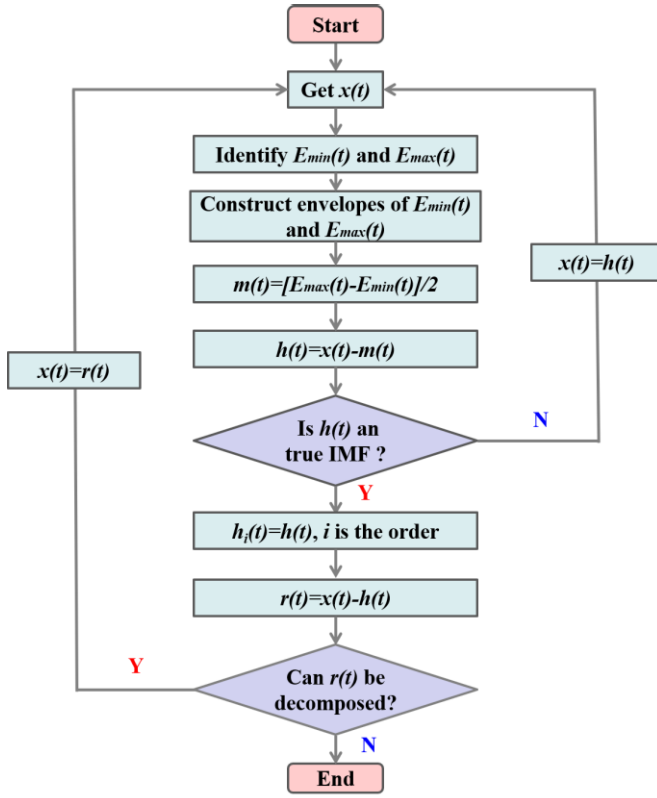 Start
Get x(t)
Identify Emin(t) and Emax(t)
Construct envelopes of Emin(t)
and Emax(t)
m(t)=[Emax(t)-Emin(t)]/2
x(t)=h(t)
h(t)=x(t)-m(t)
x(t)=r(t)
Is h(t) an
true IMF ?
N
Y
hi(t)=h(t), i is the order
r(t)=x(t)-h(t)
Y
Can r(t) be
decomposed?
N
End